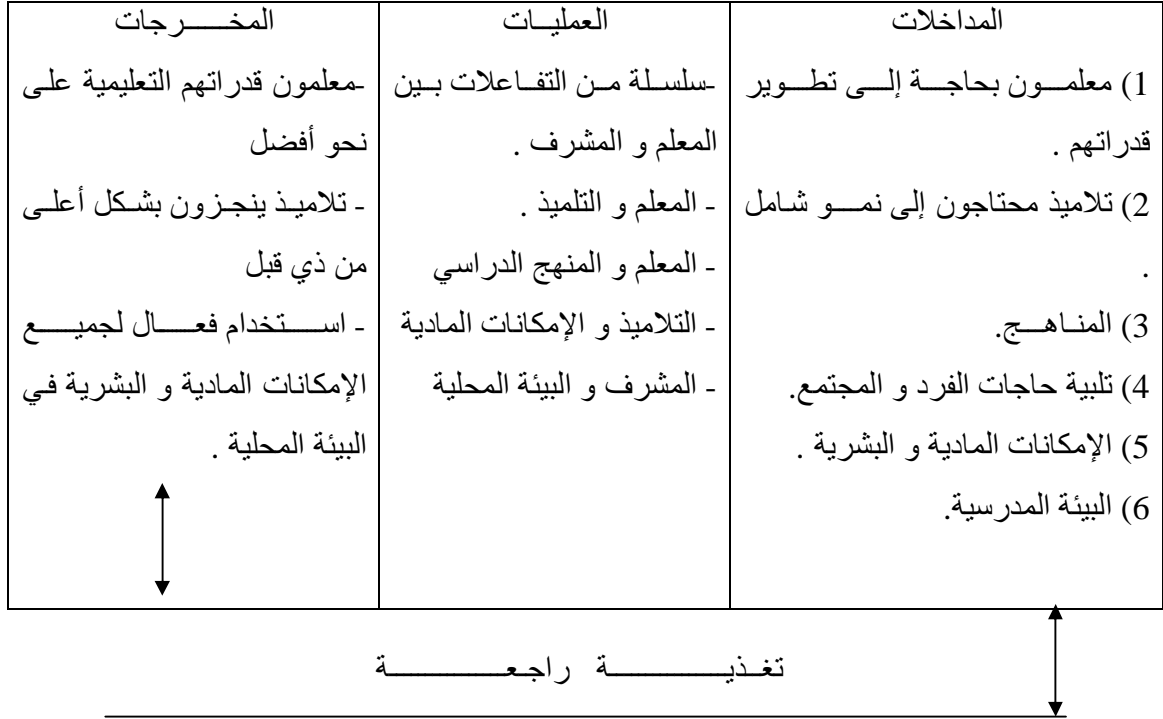 المداخلات
1) معلمون بحاجة إلى تطوير
قدراتهم .
2) تلاميذ محتاجون إلى نمو شامل
.
3) المناهج.
4) تلبية حاجات الفرد و المجتمع.
5) الإمكانات المادية و البشرية .
6) البيئة المدرسية.
العمليات
-سلسلة من التفاعلات بين
المعلم و المشرف .
- المعلم و التلميذ .
- المعلم و المنهج الدراسي
- التلاميذ و الإمكانات المادية
- المشرف و البيئة المحلية
المخرجات
-معلمون قدراتهم التعليمية على
نحو أفضل
- تلاميذ ينجزون بشكل أعلى
من ذي قبل
- استخدام فعال لجميع
الإمكانات المادية و البشرية في
البيئة المحلية .
تغذية راجعة